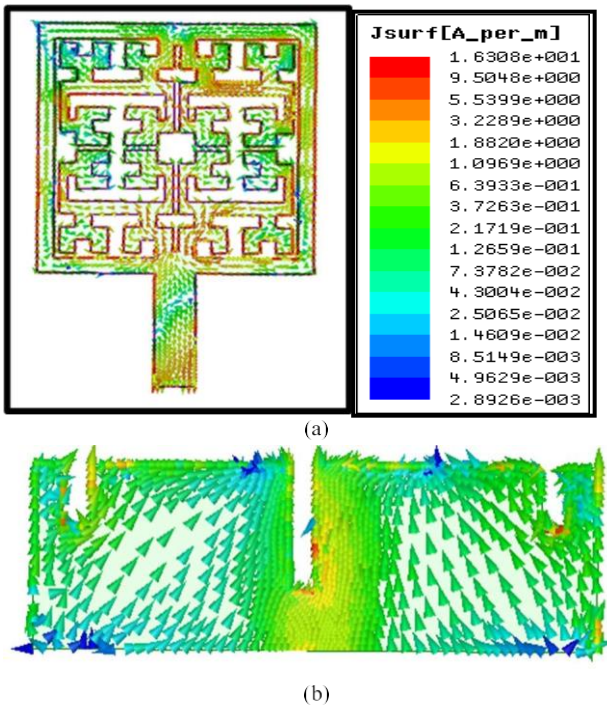 Jsurf[A_per_m]
1.6308e+001
9.5048e+000
5.5399e+000
3.2289e+000
1.8820e+000
1.0969e+000
6.3933e-001
3.7263e-001
2.1719e-001
1.2659e-001
7.3782e-002
4.3004e-002
2.5065e-002
1.4609e-002
8.5149e-003
4.9629e-003
2.8926e-003
(a)
(b)